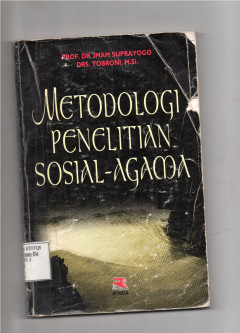 PROF. DR. IMAM SUPRAYOGO
DRS. TOBRONI, M.Si.
METODOLOGI
PENELITIAN
SOSIAL-AGAMA